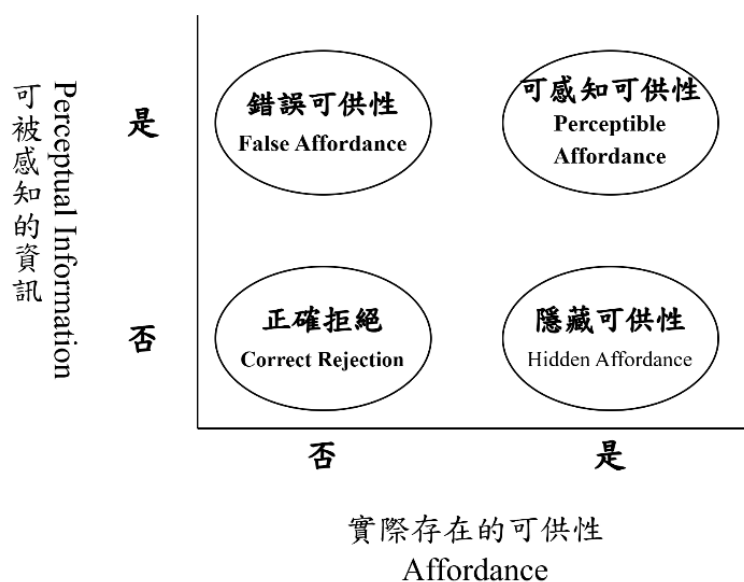 Perceptual Information
可被感知的資訊
是
錯誤可供性
False Affordance
可感知可供性
Perceptible
Affordance
否
正確拒絕
Correct Rejection
隱藏可供性
Hidden Affordance
否
是
實際存在的可供性
Affordance